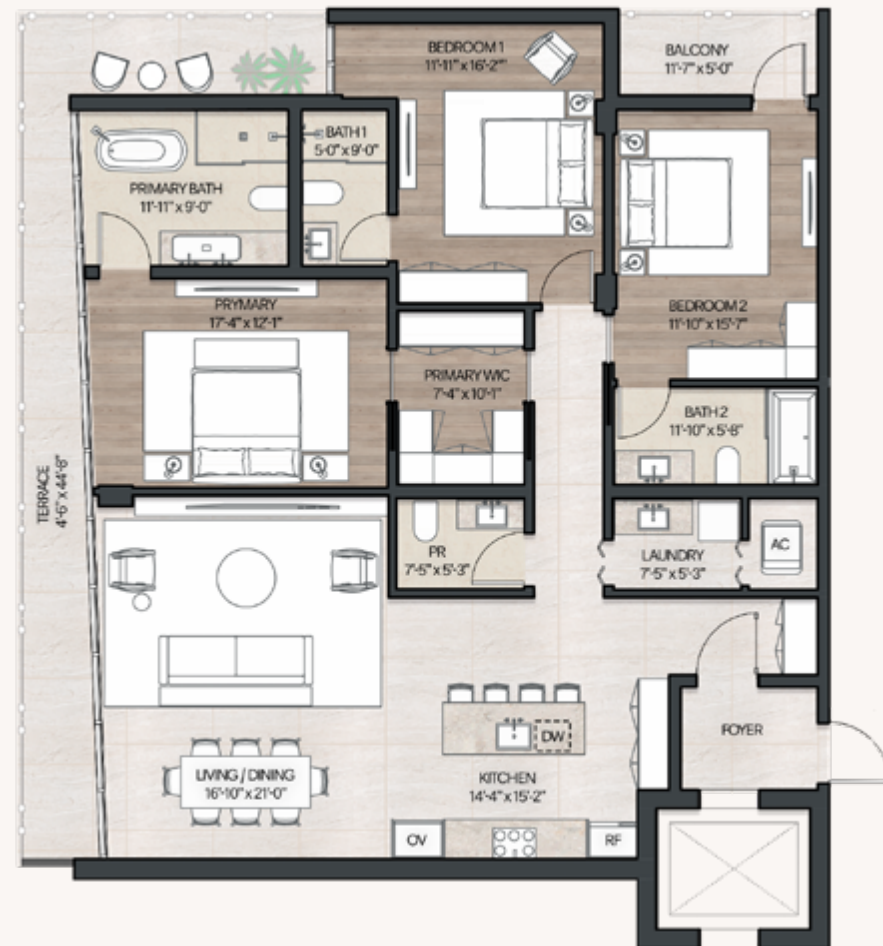 BEDROOM 1
11'-11" x 16'-2""
BALCONY
11'-7" x 5'-0"
BATH 1
5'-0" x 9'-0"
PRIMARY BATH
11'-11" x 9'-0"
PRYMARY
17'-4" x 12'-1"
BEDROOM 2
11'-10" x 15'-7"
PRIMARY WIC
7'-4" x 10'-1"
BATH 2
11'-10" x 5'-8"
TERRACE
4'-6" x 44'-8"
PR
7'-5" x 5'-3"
LAUNDRY
7'-5" x 5'-3"
AC
FOYER
DW
LIVING / DINING
16'-10" x 21'-0"
KITCHEN
14'-4" x 15'-2"
OV
RF